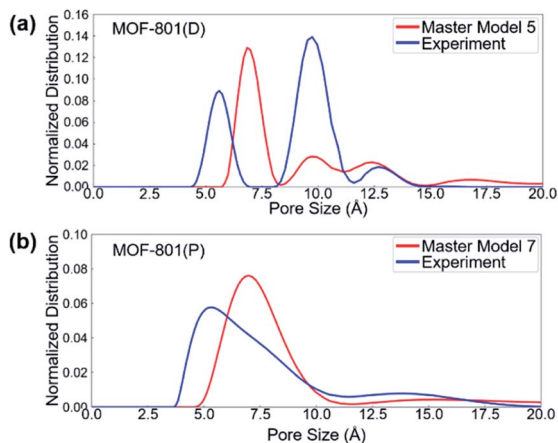 (a)
MOF-801(D)
Master Model 5
Experiment
Normalized Distribution
0.16
0.14
0.12
0.10
0.08
0.06
0.04
0.02
0.00
0.0 2.5 5.0 7.5 10.0 12.5 15.0 17.5 20.0
Pore Size (Å)
(b)
MOF-801(P)
Master Model 7
Experiment
Normalized Distribution
0.10
0.08
0.06
0.04
0.02
0.00
0.0 2.5 5.0 7.5 10.0 12.5 15.0 17.5 20.0
Pore Size (Å)